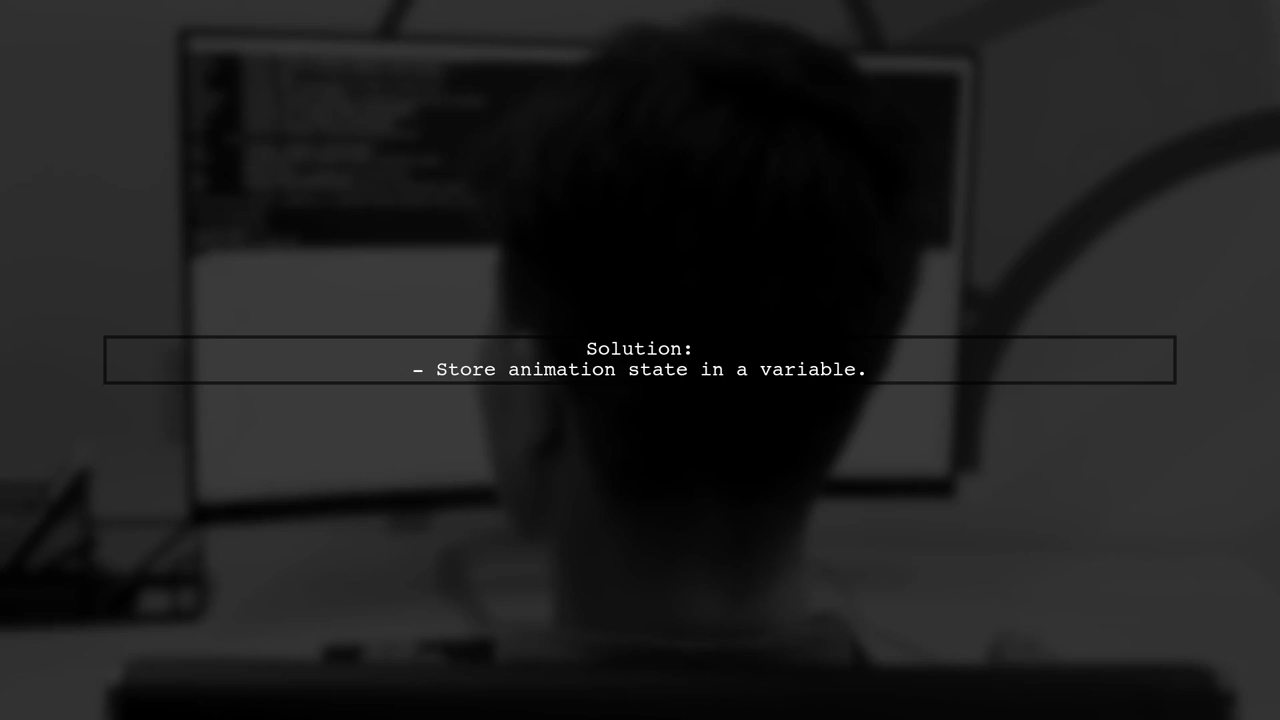 Solution:
- Store animation state in a variable.